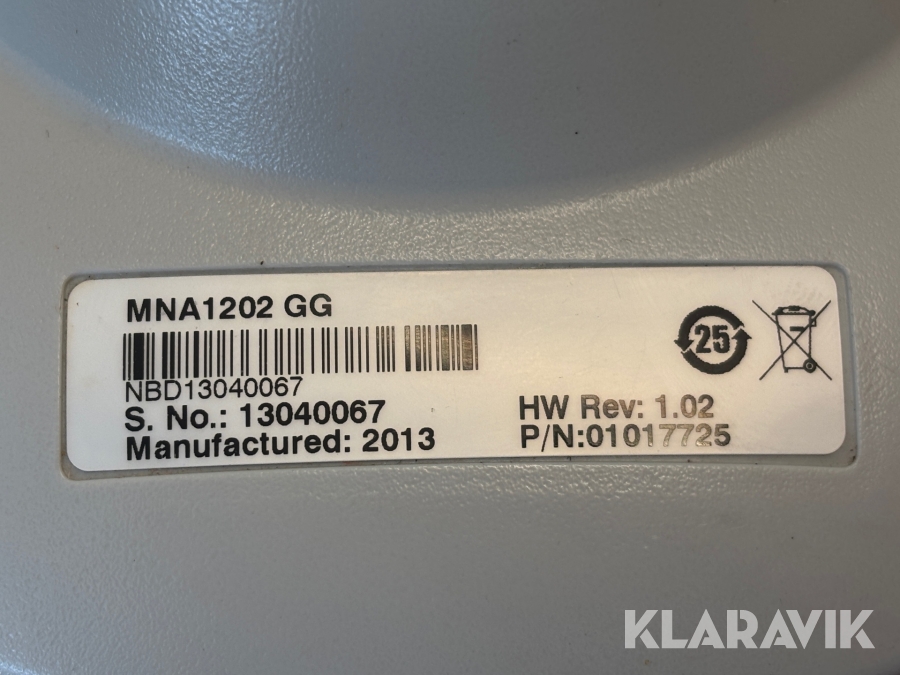 MNA1202 GG
NBD13040067
S. No.: 13040067
Manufactured: 2013
25
HW Rev: 1.02
P/N:01017725
KLARAVIK